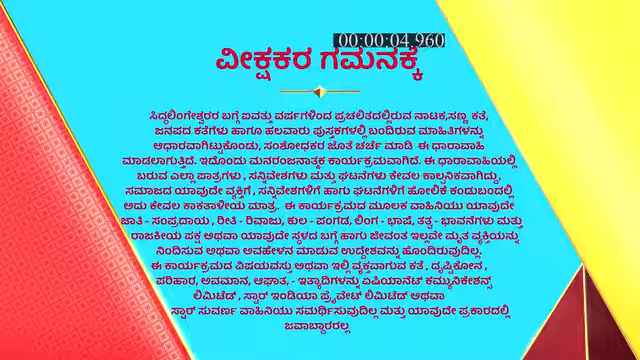 00:00:04.960
ವೀಕ್ಷಕರ ಗಮನಕ್ಕೆ
ಸಿದ್ಧಲಿಂಗೇಶ್ವರರ ಬಗ್ಗೆ ಐವತ್ತು ವರ್ಷಗಳಿಂದ ಪ್ರಚಲಿತದಲ್ಲಿರುವ ನಾಟಕ,ಸಣ್ಣ ಕತೆ,
ಜನಪದ ಕತೆಗಳು ಹಾಗೂ ಹಲವಾರು ಪುಸ್ತಕಗಳಲ್ಲಿ ಬಂದಿರುವ ಮಾಹಿತಿಗಳನ್ನು
ಆಧಾರವಾಗಿಟ್ಟುಕೊಂಡು, ಸಂಶೋಧಕರ ಜೊತೆ ಚರ್ಚೆ ಮಾಡಿ ಈ ಧಾರಾವಾಹಿ
ಮಾಡಲಾಗುತ್ತಿದೆ. ಇದೊಂದು ಮನರಂಜನಾತ್ಮಕ ಕಾರ್ಯಕ್ರಮವಾಗಿದೆ. ಈ ಧಾರಾವಾಹಿಯಲ್ಲಿ
ಬರುವ ಎಲ್ಲಾ ಪಾತ್ರಗಳು , ಸನ್ನಿವೇಶಗಳು ಮತ್ತು ಘಟನೆಗಳು ಕೇವಲ ಕಾಲ್ಪನಿಕವಾಗಿದ್ದು,
ಸಮಾಜದ ಯಾವುದೇ ವ್ಯಕ್ತಿಗೆ , ಸನ್ನಿವೇಶಗಳಿಗೆ ಹಾಗು ಘಟನೆಗಳಿಗೆ ಹೋಲಿಕೆ ಕಂಡುಬಂದಲ್ಲಿ
ಅದು ಕೇವಲ ಕಾಕತಾಳೀಯ ಮಾತ್ರ. ಈ ಕಾರ್ಯಕ್ರಮದ ಮೂಲಕ ವಾಹಿನಿಯು ಯಾವುದೇ
ಜಾತಿ - ಸಂಪ್ರದಾಯ , ರೀತಿ - ರಿವಾಜು, ಕುಲ - ಪಂಗಡ, ಲಿಂಗ - ಭಾಷೆ, ತತ್ವ - ಭಾವನೆಗಳು ಮತ್ತು
ರಾಜಕೀಯ ಪಕ್ಷ ಅಥವಾ ಯಾವುದೇ ಸ್ಥಳದ ಬಗ್ಗೆ ಹಾಗು ಜೀವಂತ ಇಲ್ಲವೇ ಮೃತ ವ್ಯಕ್ತಿಯನ್ನು
ನಿಂದಿಸುವ ಅಥವಾ ಅವಹೇಳನ ಮಾಡುವ ಉದ್ದೇಶವನ್ನು ಹೊಂದಿರುವುದಿಲ್ಲ.
ಈ ಕಾರ್ಯಕ್ರಮದ ವಿಷಯವಸ್ತು ಅಥವಾ ಇಲ್ಲಿ ವ್ಯಕ್ತವಾಗುವ ಕತೆ , ದೃಷ್ಟಿಕೋನ ,
ಪರಿಹಾರ, ಅವಮಾನ, ಆಘಾತ, - ಇತ್ಯಾದಿಗಳನ್ನು ಏಷಿಯಾನೆಟ್ ಕಮ್ಯುನಿಕೇಶನ್ಸ್
ಲಿಮಿಟೆಡ್ , ಸ್ಟಾರ್ ಇಂಡಿಯಾ ಪ್ರೈವೇಟ್ ಲಿಮಿಟೆಡ್ ಅಥವಾ
ಸ್ಟಾರ್ ಸುವರ್ಣ ವಾಹಿನಿಯು ಸಮರ್ಥಿಸುವುದಿಲ್ಲ ಮತ್ತು ಯಾವುದೇ ಪ್ರಕಾರದಲ್ಲಿ
ಜವಾಬ್ದಾರರಲ್ಲ